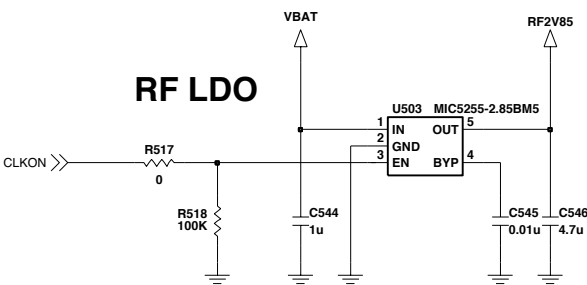 VBAT
RF2V85
RF LDO
U503 MIC5255-2.85BM5
1 IN OUT 5
2 GND
3 EN BYP 4
CLKON
R517
0
R518
100K
C544
1u
C545
0.01u
C546
4.7u